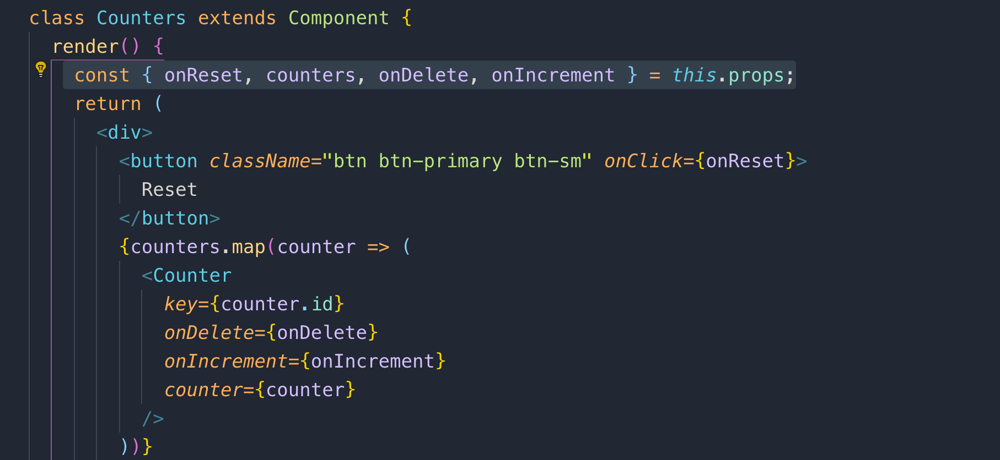 class Counters extends Component {
render() {
const { onReset, counters, onDelete, onIncrement } = this.props;
return (
<div>
<button className="btn btn-primary btn-sm" onClick={onReset}>
Reset
</button>
{counters.map(counter => (
<Counter
key={counter.id}
onDelete={onDelete}
onIncrement={onIncrement}
counter={counter}
/>
))}